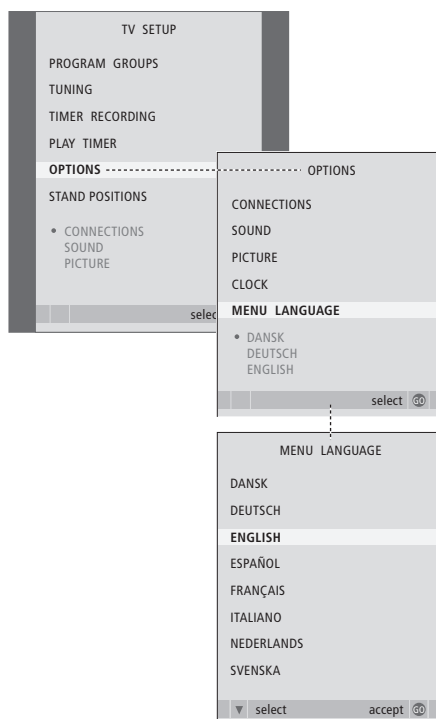 TV SETUP
PROGRAM GROUPS
TUNING
TIMER RECORDING
PLAY TIMER
OPTIONS
STAND POSITIONS
• CONNECTIONS
SOUND
PICTURE
selec
OPTIONS
CONNECTIONS
SOUND
PICTURE
CLOCK
MENU LANGUAGE
• DANSK
DEUTSCH
ENGLISH
select GO
MENU LANGUAGE
DANSK
DEUTSCH
ENGLISH
ESPAÑOL
FRANÇAIS
ITALIANO
NEDERLANDS
SVENSKA
▼ select accept GO